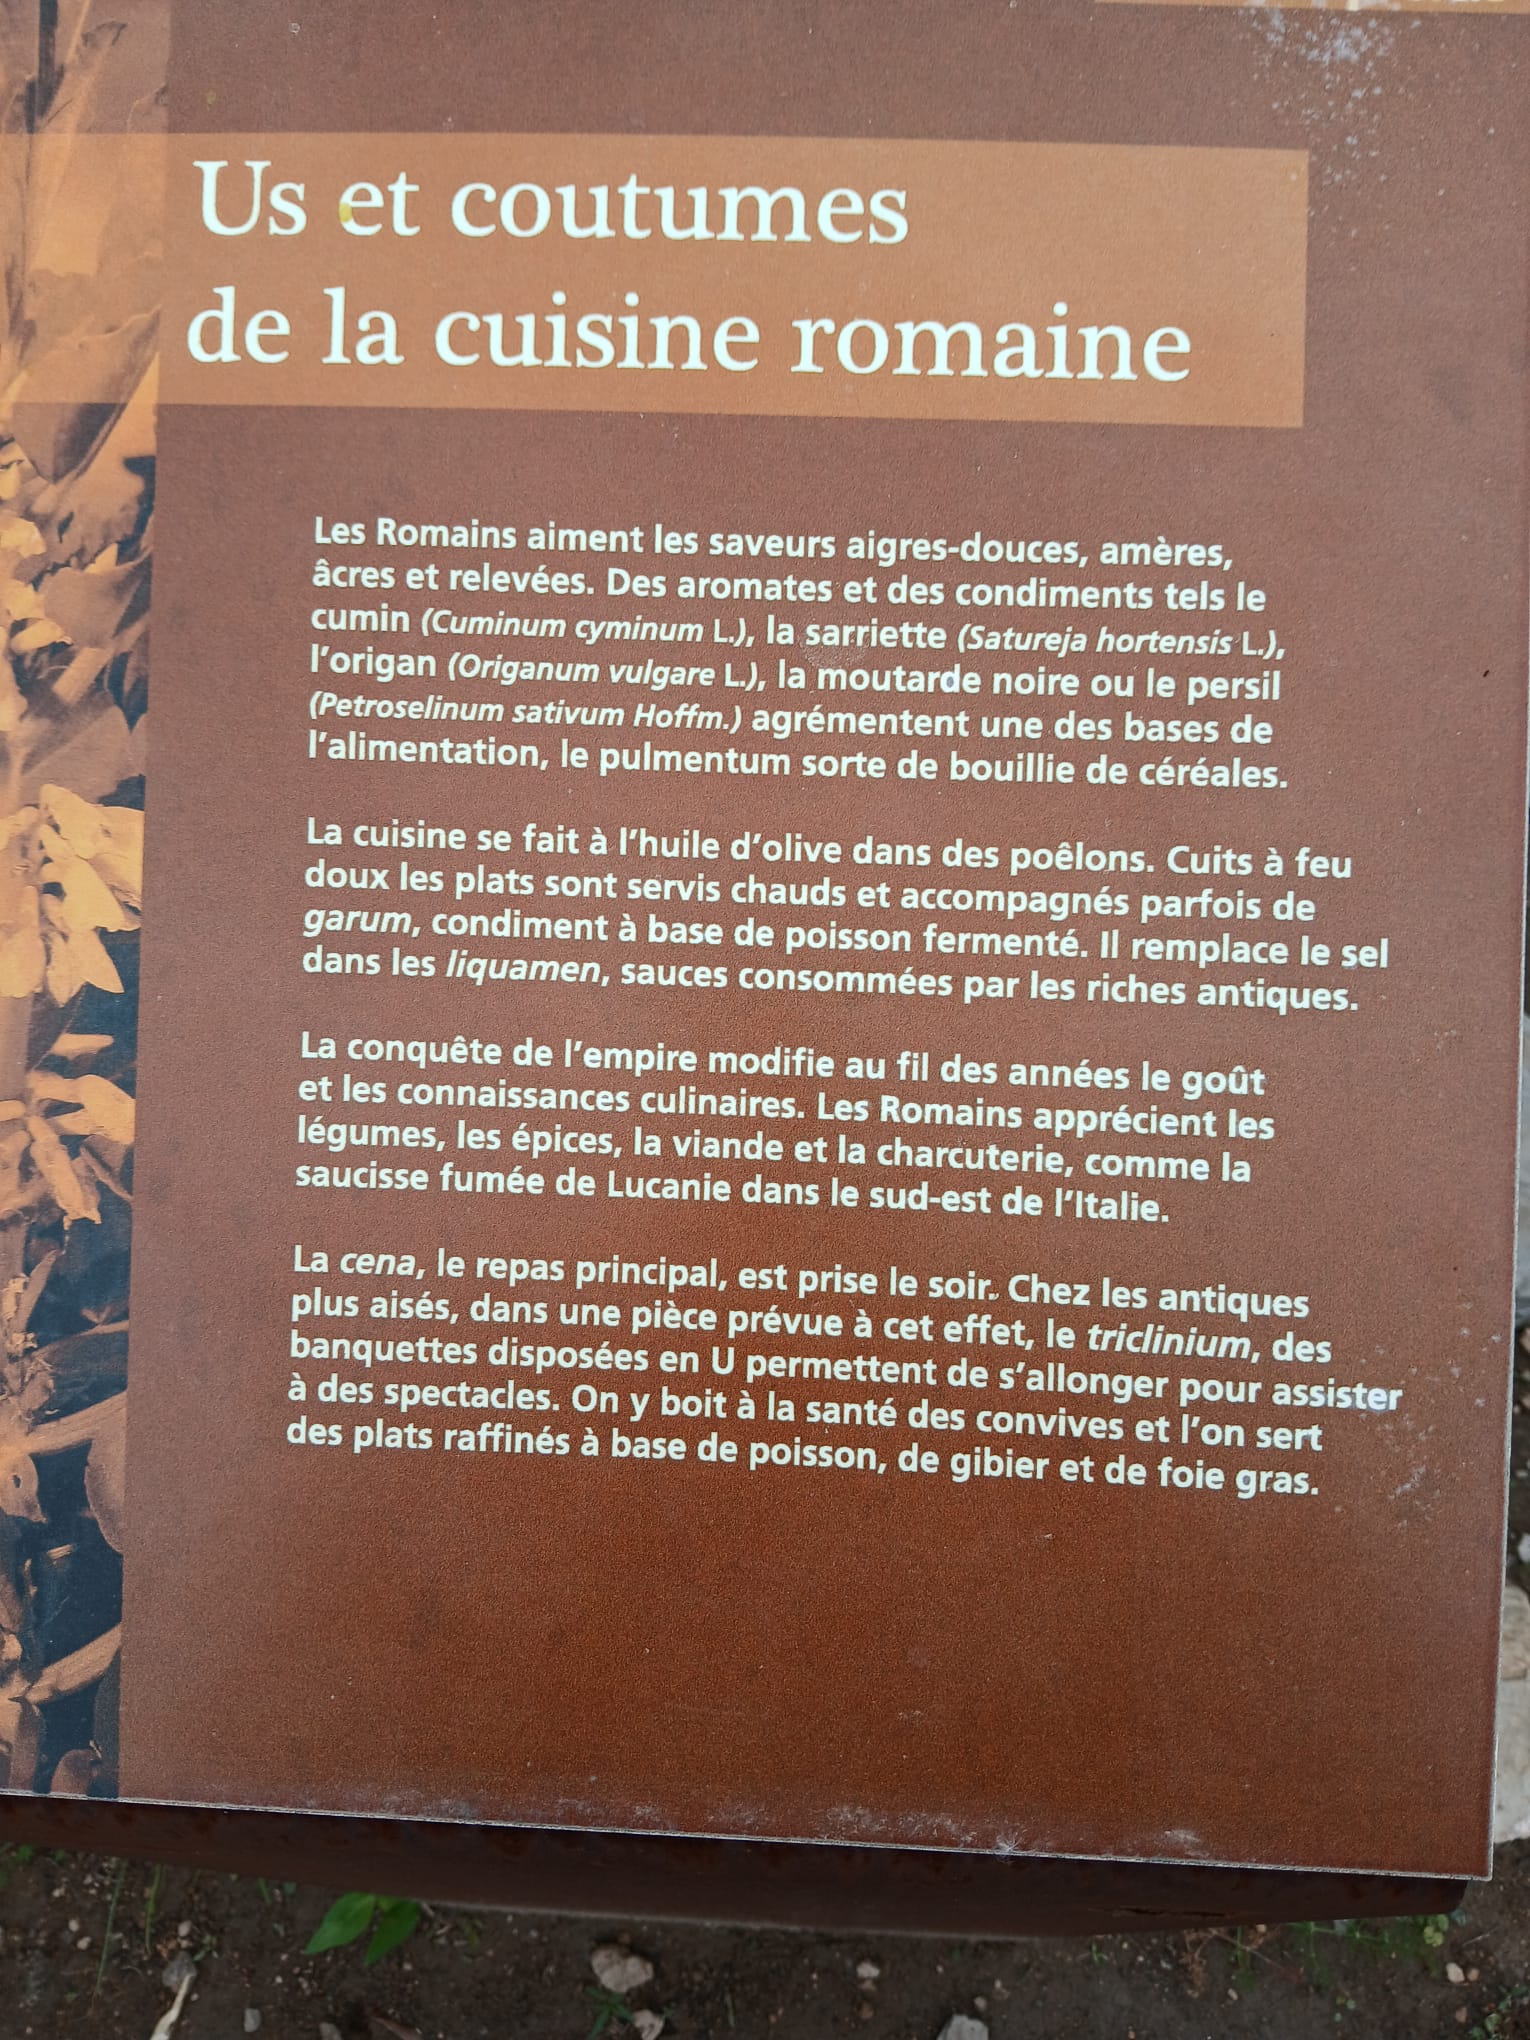 Us et coutumes
de la cuisine romaine
Les Romains aiment les saveurs aigres-douces, amères,
âcres et relevées. Des aromates et des condiments tels le
cumin (Cuminum cyminum L.), la sarriette (Satureja hortensis L.),
l'origan (Origanum vulgare L.), la moutarde noire ou le persil
(Petroselinum sativum Hoffm.) agrémentent une des bases de
l'alimentation, le pulmentum sorte de bouillie de céréales.
La cuisine se fait à l'huile d'olive dans des poêlons. Cuits à feu
doux les plats sont servis chauds et accompagnés parfois de
garum, condiment à base de poisson fermenté. Il remplace le sel
dans les liquamen, sauces consommées par les riches antiques.
La conquête de l'empire modifie au fil des années le goût
et les connaissances culinaires. Les Romains apprécient les
légumes, les épices, la viande et la charcuterie, comme la
saucisse fumée de Lucanie dans le sud-est de l'Italie.
La cena, le repas principal, est prise le soir. Chez les antiques
plus aisés, dans une pièce prévue à cet effet, le triclinium, des
banquettes disposées en U permettent de s'allonger pour assister
à des spectacles. On y boit à la santé des convives et l'on sert
des plats raffinés à base de poisson, de gibier et de foie gras.